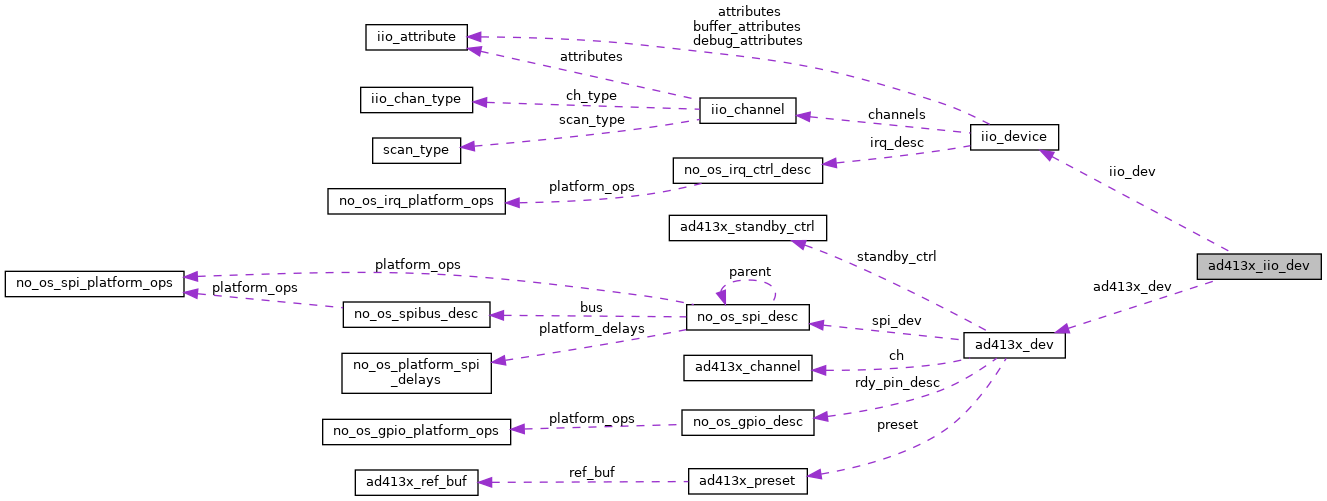 attributes
buffer_attributes
debug_attributes
iio_attribute
attributes
iio_chan_type
ch_type
iio_channel
channels
iio_device
scan_type
scan_type
irq_desc
no_os_irq_ctrl_desc
iio_dev
platform_ops
no_os_irq_platform_ops
ad413x_standby_ctrl
standby_ctrl
ad413x_iio_dev
platform_ops
parent
no_os_spi_platform_ops
platform_ops
ad413x_dev
bus
no_os_spibus_desc
no_os_spi_desc
spi_dev
platform_delays
ad413x_dev
no_os_platform_spi
_delays
ch
ad413x_channel
rdy_pin_desc
platform_ops
no_os_gpio_desc
no_os_gpio_platform_ops
preset
ref_buf
ad413x_ref_buf
ad413x_preset